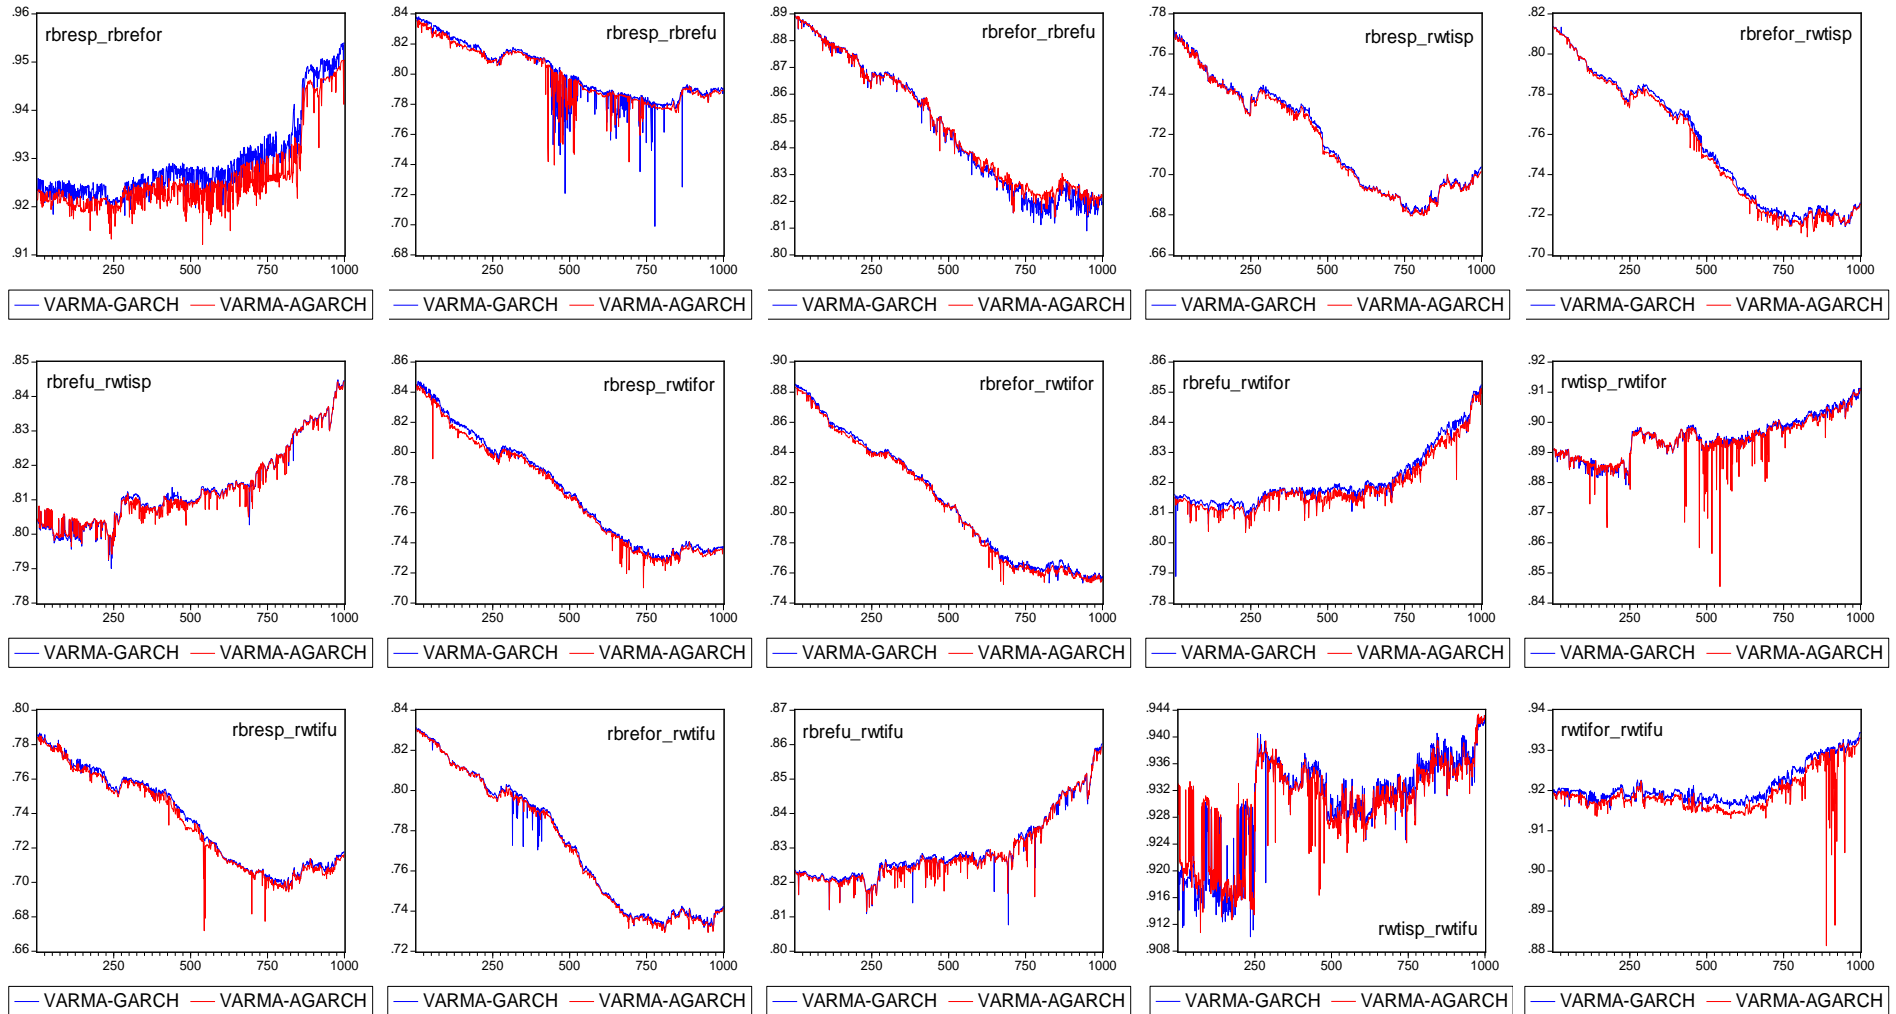 rbresp_rbrefor
.96
.95
.94
.93
.92
.91
250 500 750 1000
VARMA-GARCH VARMA-AGARCH
rbresp_rbrefu
.84
.82
.80
.78
.76
.74
.72
.70
.68
250 500 750 1000
VARMA-GARCH VARMA-AGARCH
rbrefor_rbrefu
.89
.88
.87
.86
.85
.84
.83
.82
.81
.80
250 500 750 1000
VARMA-GARCH VARMA-AGARCH
rbresp_rwtisp
.78
.76
.74
.72
.70
.68
.66
250 500 750 1000
VARMA-GARCH VARMA-AGARCH
rbrefor_rwtisp
.82
.80
.78
.76
.74
.72
.70
250 500 750 1000
VARMA-GARCH VARMA-AGARCH
rbrefu_rwtisp
.85
.84
.83
.82
.81
.80
.79
.78
250 500 750 1000
VARMA-GARCH VARMA-AGARCH
rbresp_rwtifor
.86
.84
.82
.80
.78
.76
.74
.72
.70
250 500 750 1000
VARMA-GARCH VARMA-AGARCH
rbrefor_rwtifor
.90
.88
.86
.84
.82
.80
.78
.76
.74
250 500 750 1000
VARMA-GARCH VARMA-AGARCH
rbrefu_rwtifor
.86
.85
.84
.83
.82
.81
.80
.79
.78
250 500 750 1000
VARMA-GARCH VARMA-AGARCH
rwtisp_rwtifor
.92
.91
.90
.89
.88
.87
.86
.85
.84
250 500 750 1000
VARMA-GARCH VARMA-AGARCH
rbresp_rwtifu
.80
.78
.76
.74
.72
.70
.68
.66
250 500 750 1000
VARMA-GARCH VARMA-AGARCH
rbrefor_rwtifu
.84
.82
.80
.78
.76
.74
.72
250 500 750 1000
VARMA-GARCH VARMA-AGARCH
rbrefu_rwtifu
.87
.86
.85
.84
.83
.82
.81
.80
250 500 750 1000
VARMA-GARCH VARMA-AGARCH
.944
.940
.936
.932
.928
.924
.920
.916
.912
.908
rwtisp_rwtifu
250 500 750 1000
VARMA-GARCH VARMA-AGARCH
rwtifor_rwtifu
.94
.93
.92
.91
.90
.89
.88
250 500 750 1000
VARMA-GARCH VARMA-AGARCH